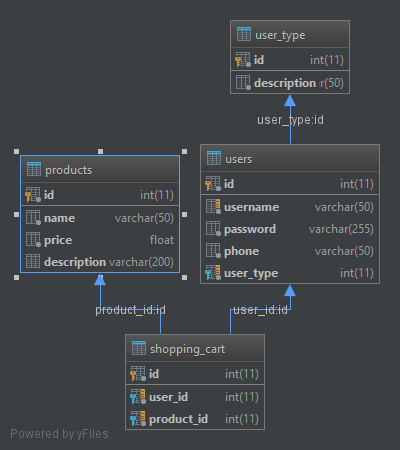 user_type
id int(11)
description r(50)
user_type:id
users
id int(11)
username varchar(50)
password varchar(255)
phone varchar(50)
user_type int(11)
products
id int(11)
name varchar(50)
price float
description varchar(200)
product_id:id
user_id:id
shopping_cart
id int(11)
user_id int(11)
product_id int(11)
Powered by yFiles